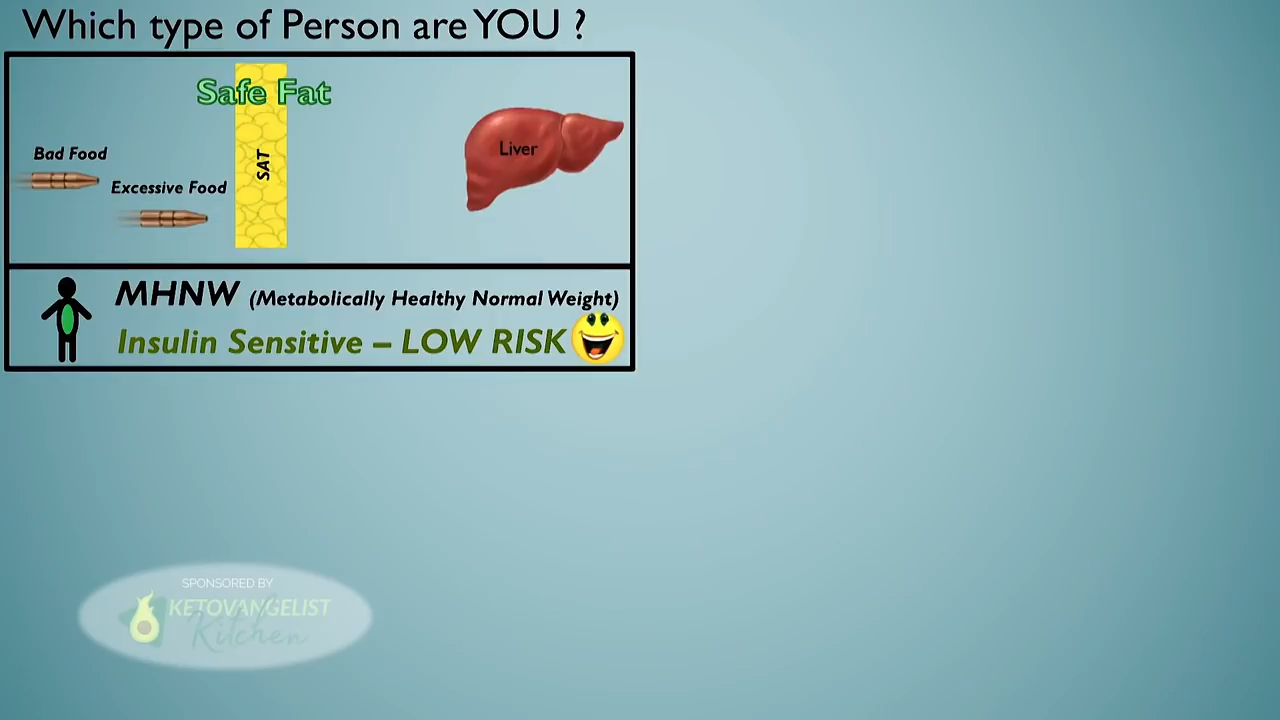 Which type of Person are YOU ?
Safe Fat
Bad Food
Excessive Food
SAT
Liver
MHNW (Metabolically Healthy Normal Weight)
Insulin Sensitive – LOW RISK
SPONSORED BY
KETOVANGELIST
Kitchen